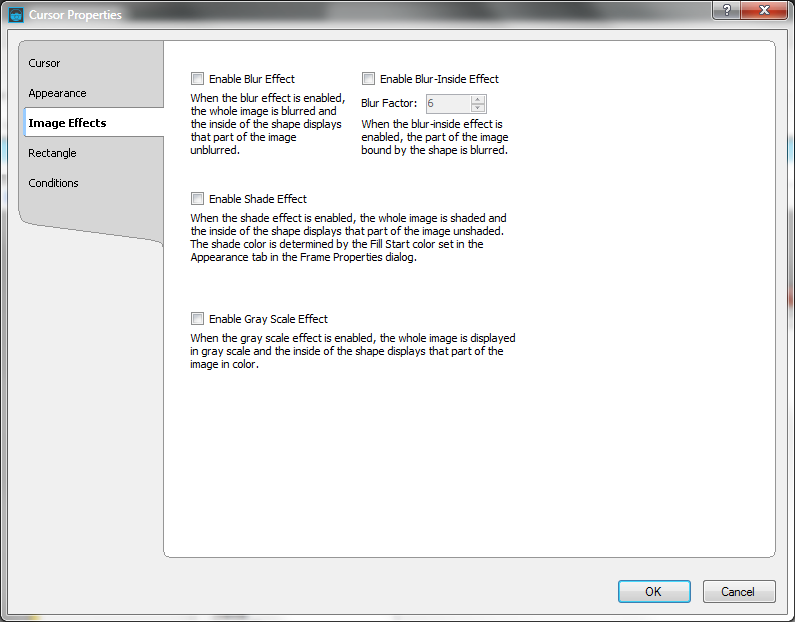 Cursor Properties
?
Cursor
Appearance
Image Effects
Rectangle
Conditions
Enable Blur Effect
When the blur effect is enabled,
the whole image is blurred and
the inside of the shape displays
that part of the image
unblurred.
Enable Blur-Inside Effect
Blur Factor: 6
When the blur-inside effect is
enabled, the part of the image
bound by the shape is blurred.
Enable Shade Effect
When the shade effect is enabled, the whole image is shaded and
the inside of the shape displays that part of the image unshaded.
The shade color is determined by the Fill Start color set in the
Appearance tab in the Frame Properties dialog.
Enable Gray Scale Effect
When the gray scale effect is enabled, the whole image is displayed
in gray scale and the inside of the shape displays that part of the
image in color.
OK
Cancel